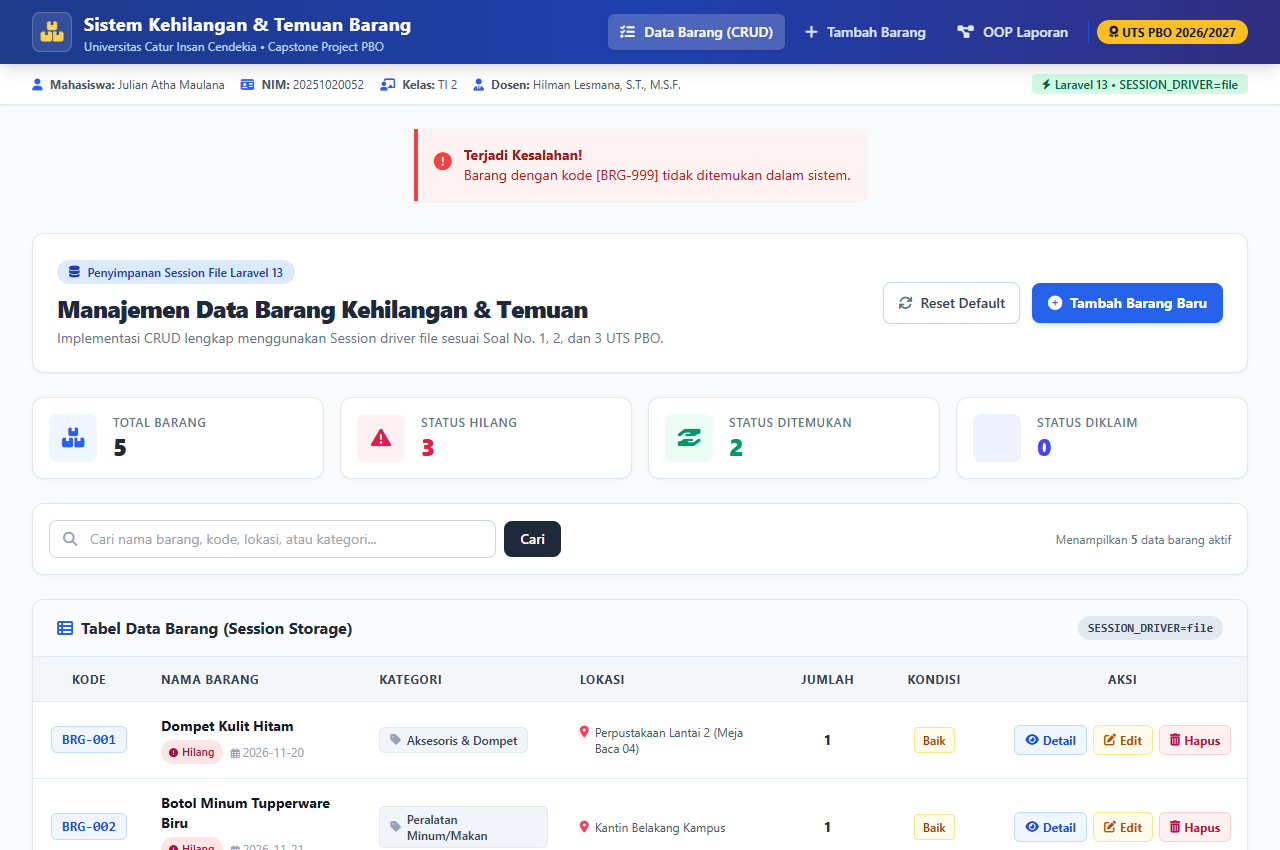 Sistem Kehilangan & Temuan Barang
Universitas Catur Insan Cendekia • Capstone Project PBO
Data Barang (CRUD)
Tambah Barang
OOP Laporan
UTS PBO 2026/2027
Mahasiswa: Julian Atha Maulana
NIM: 20251020052
Kelas: TI 2
Dosen: Hilman Lesmana, S.T., M.S.F.
Laravel 13 • SESSION_DRIVER=file
Terjadi Kesalahan!
Barang dengan kode [BRG-999] tidak ditemukan dalam sistem.
Penyimpanan Session File Laravel 13
Manajemen Data Barang Kehilangan & Temuan
Implementasi CRUD lengkap menggunakan Session driver file sesuai Soal No. 1, 2, dan 3 UTS PBO.
Reset Default
Tambah Barang Baru
TOTAL BARANG
5
STATUS HILANG
3
STATUS DITEMUKAN
2
STATUS DIKLAIM
0
Cari nama barang, kode, lokasi, atau kategori...
Cari
Menampilkan 5 data barang aktif
Tabel Data Barang (Session Storage)
SESSION_DRIVER=file
KODE NAMA BARANG KATEGORI LOKASI JUMLAH KONDISI AKSI
BRG-001
Dompet Kulit Hitam
Hilang 2026-11-20
Aksesoris & Dompet
Perpustakaan Lantai 2 (Meja
Baca 04)
1
Baik
Detail Edit Hapus
BRG-002
Botol Minum Tupperware
Biru
Hilang 2026-11-21
Peralatan
Minum/Makan
Kantin Belakang Kampus
1
Baik
Detail Edit Hapus